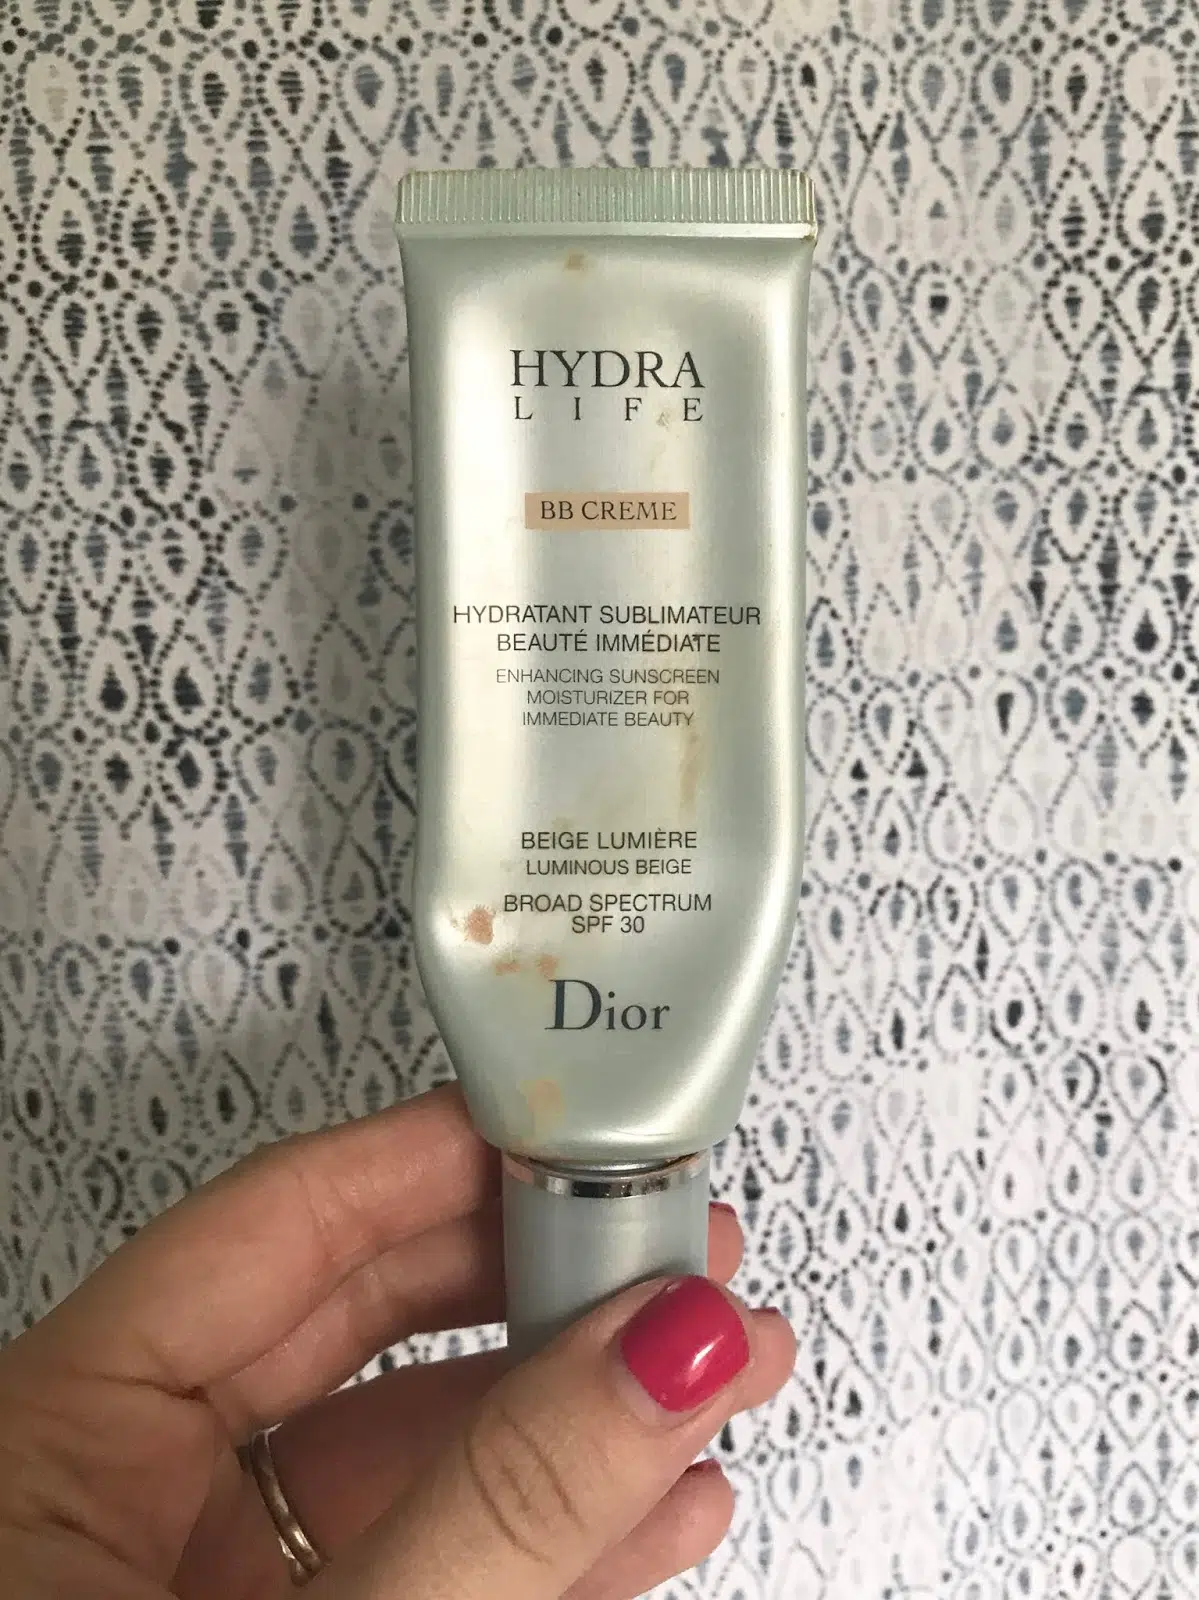 HYDRA
LIFE
BB CREME
HYDRATANT SUBLIMATEUR
BEAUTÉ IMMÉDIATE
ENHANCING SUNSCREEN
MOISTURIZER FOR
IMMEDIATE BEAUTY
BEIGE LUMIÈRE
LUMINOUS BEIGE
BROAD SPECTRUM
SPF 30
Dior